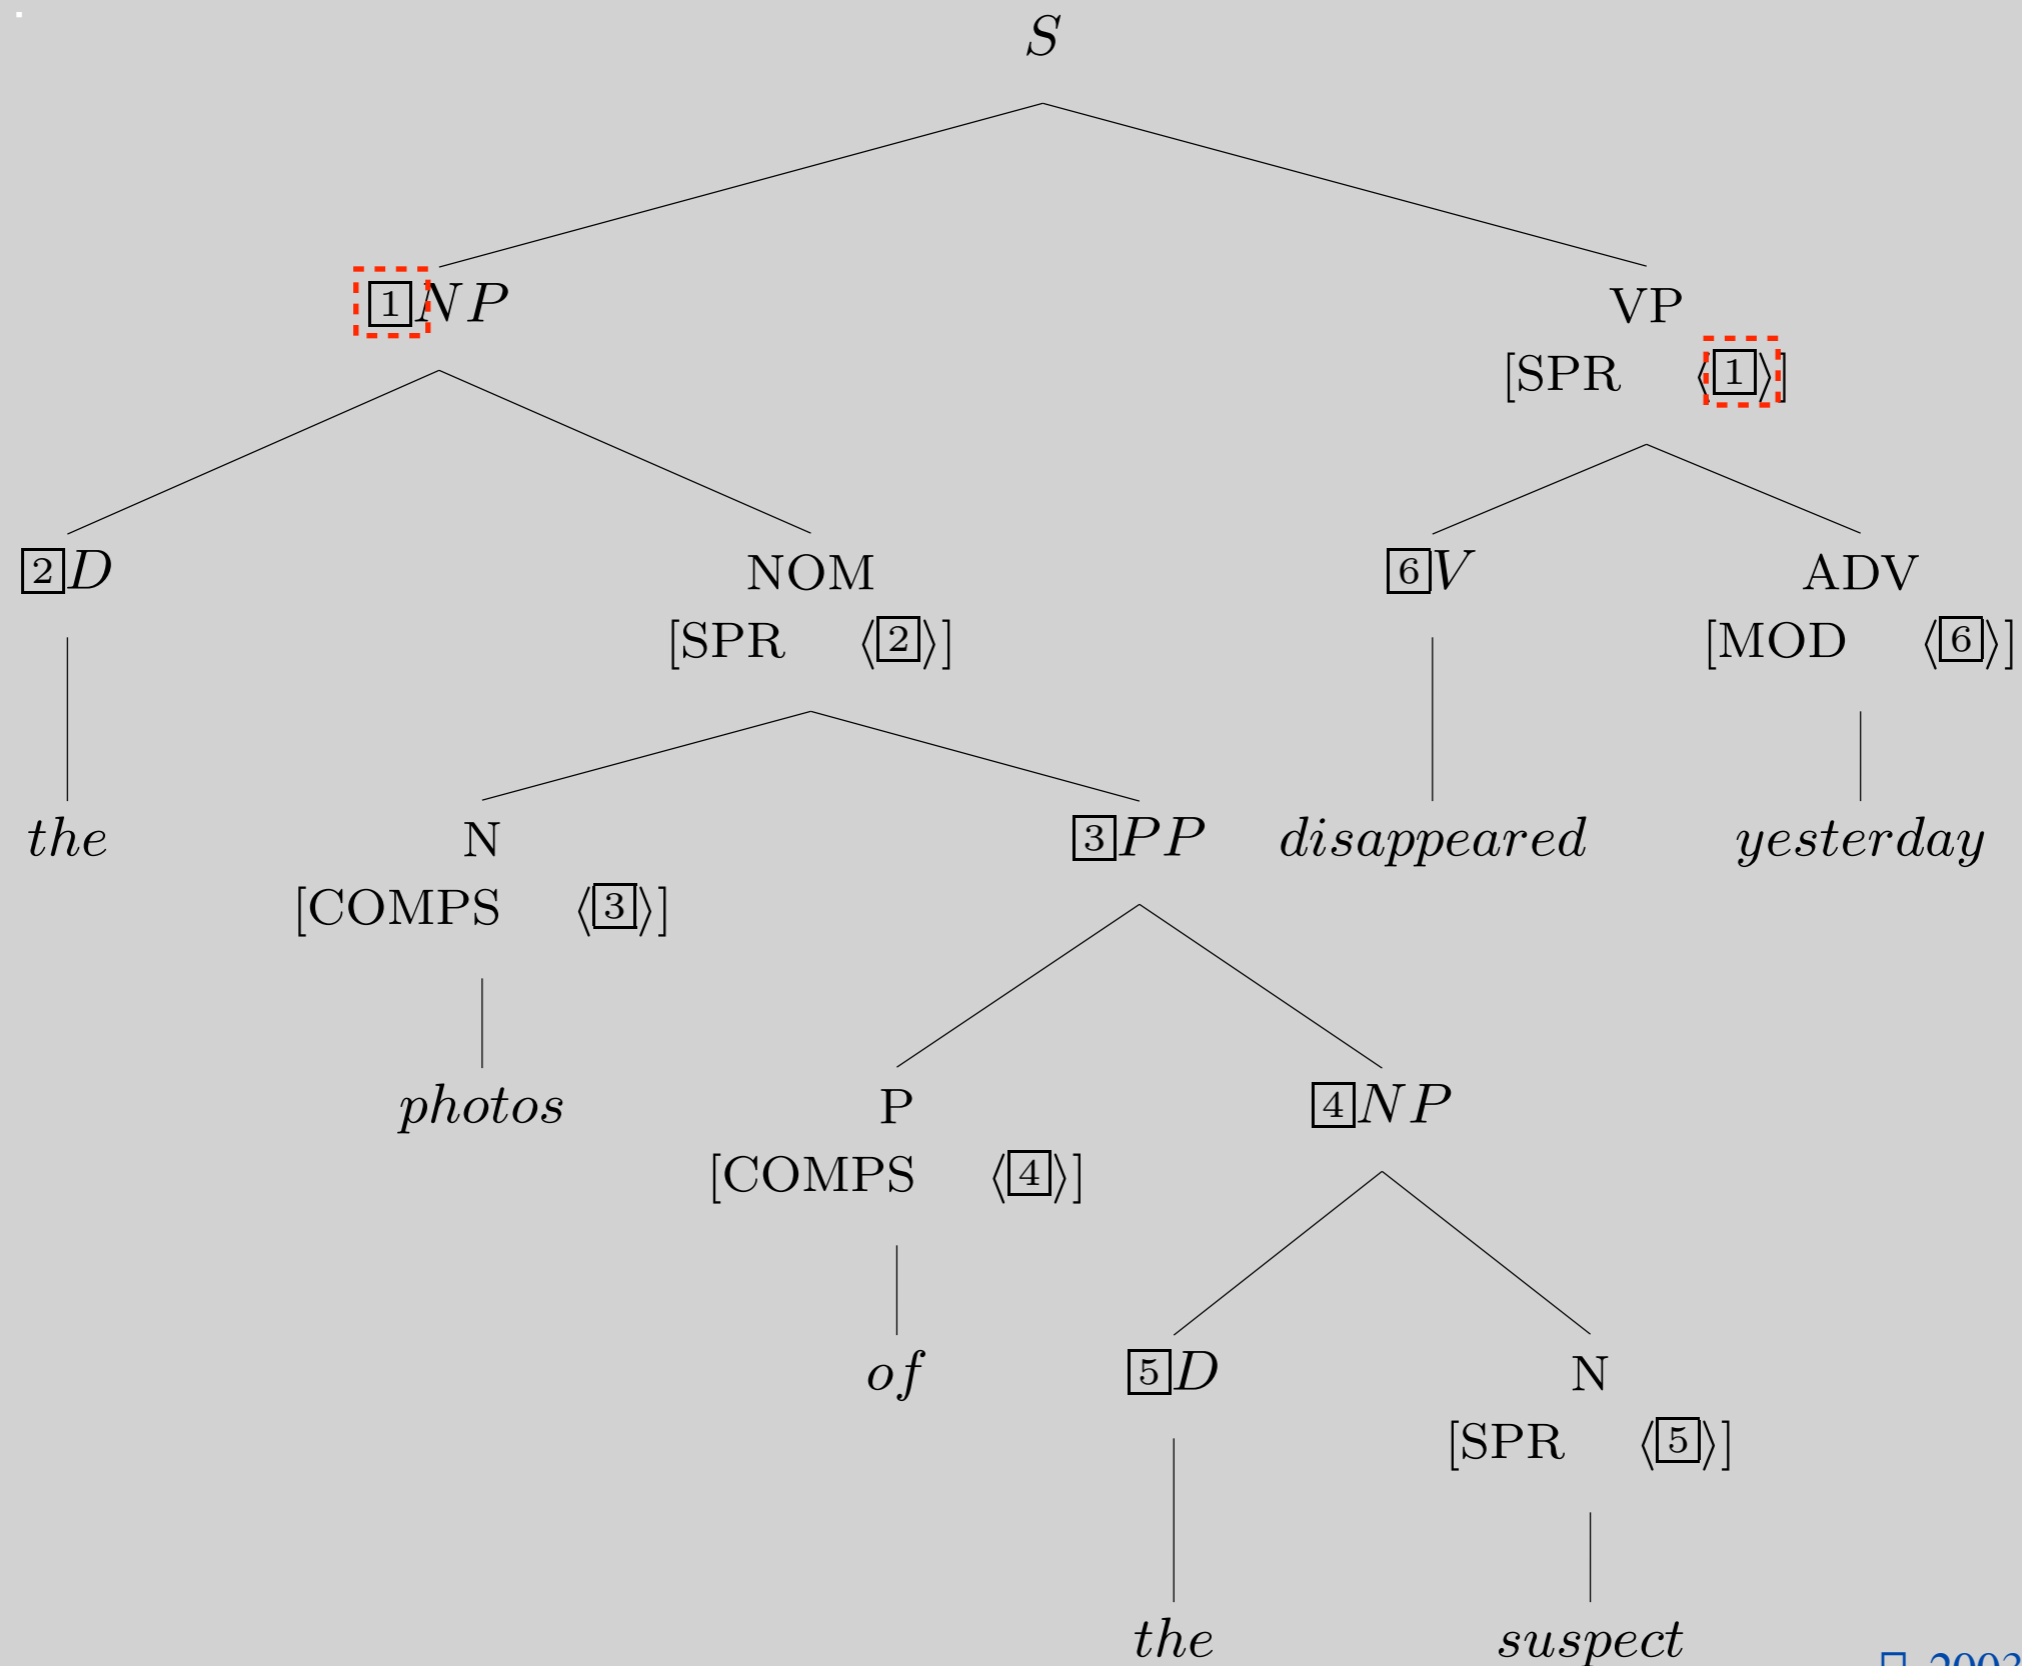 S
1 NP
VP
[SPR ⟨1⟩]
2 D
NOM
6 V
ADV
[SPR ⟨2⟩]
[MOD ⟨6⟩]
the
N
3 PP
disappeared
yesterday
[COMPS ⟨3⟩]
photos
P
4 NP
[COMPS ⟨4⟩]
of
5 D
N
[SPR ⟨5⟩]
the
suspect
2003